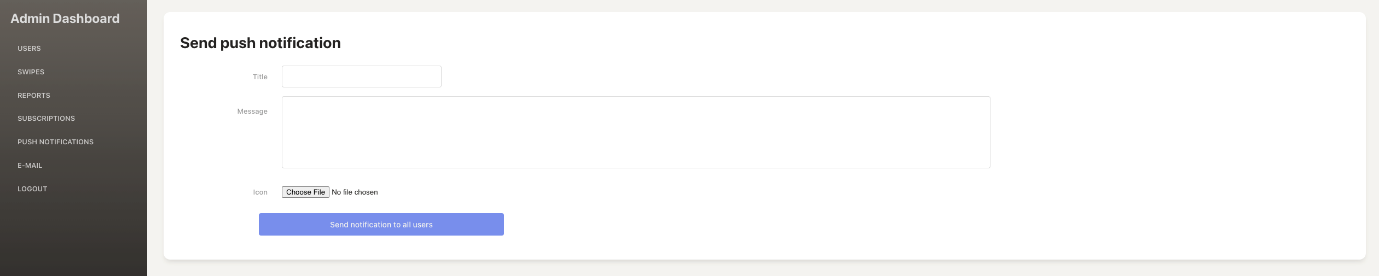 Admin Dashboard
USERS
SWIPES
REPORTS
SUBSCRIPTIONS
PUSH NOTIFICATIONS
E-MAIL
LOGOUT
Send push notification
Title
Message
Icon
Choose File No file chosen
Send notification to all users